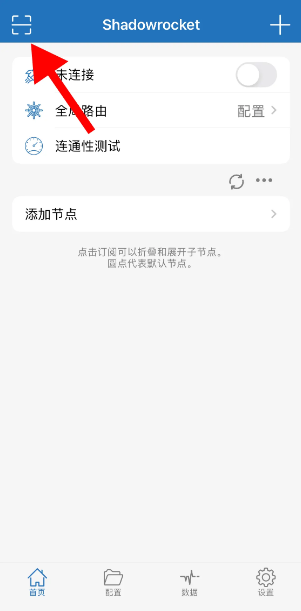 Shadowrocket
未连接
全局路由
配置
连通性测试
添加节点
点击订阅可以折叠和展开子节点。
圆点代表默认节点。
首页
配置
数据
设置